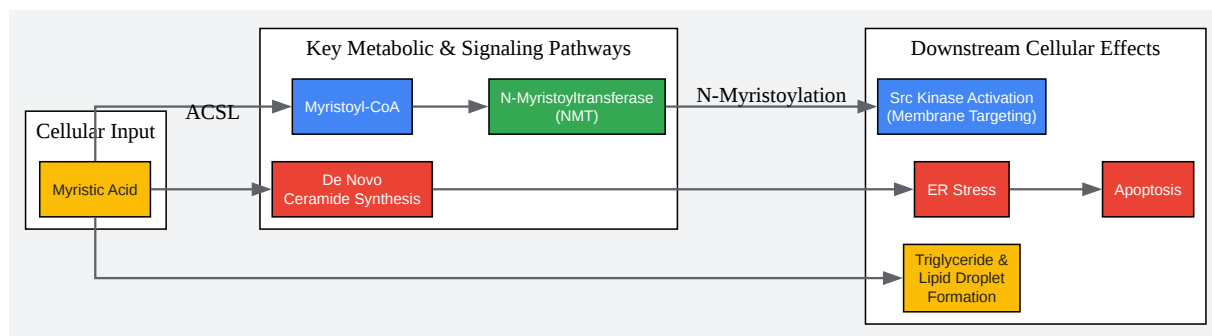 Key Metabolic & Signaling Pathways
Downstream Cellular Effects
Cellular Input
Myristic Acid
ACSL
Myristoyl-CoA
N-Myristoyltransferase
(NMT)
N-Myristoylation
Src Kinase Activation
(Membrane Targeting)
De Novo
Ceramide Synthesis
ER Stress
Apoptosis
Triglyceride &
Lipid Droplet
Formation